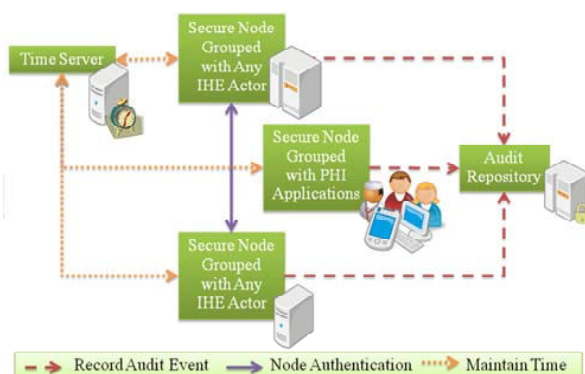 Time Server
Secure Node
Grouped
with Any
IHE Actor
Secure Node
Grouped
with PHI
Applications
Audit
Repository
Secure Node
Grouped
with Any
IHE Actor
Record Audit Event
Node Authentication
Maintain Time